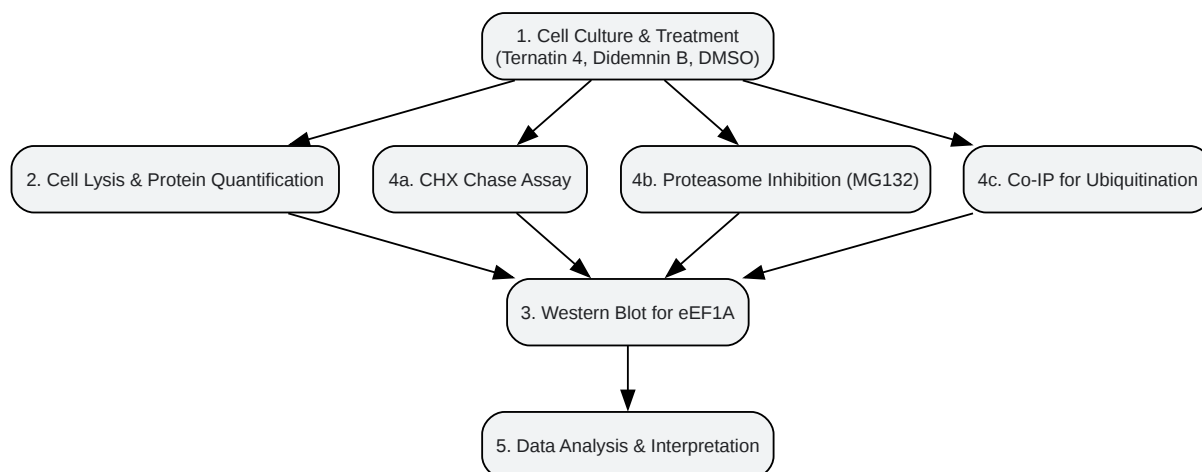 1. Cell Culture & Treatment
(Ternatin 4, Didemnin B, DMSO)
2. Cell Lysis & Protein Quantification
4a. CHX Chase Assay
4b. Proteasome Inhibition (MG132)
4c. Co-IP for Ubiquitination
3. Western Blot for eEF1A
5. Data Analysis & Interpretation